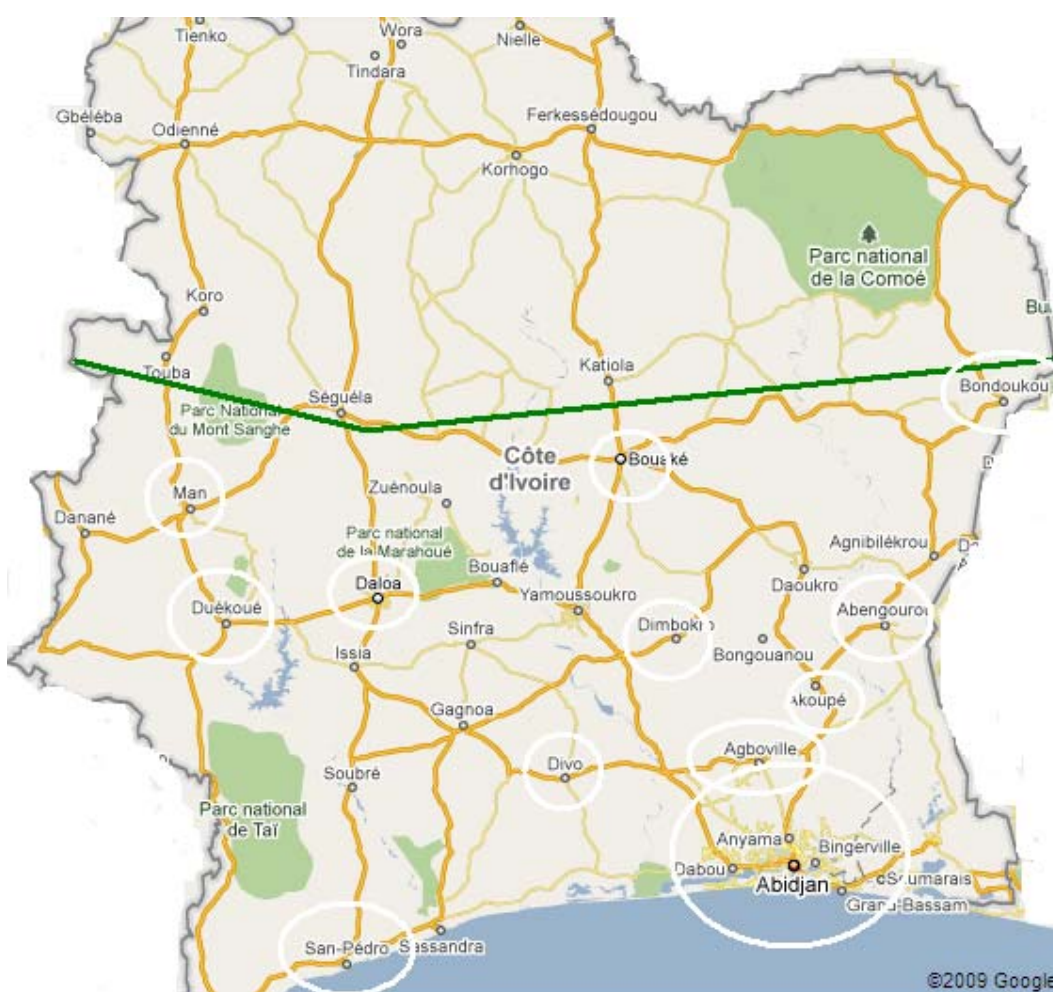 Tienko
Wora
Nielle
Tindara
Gbéléba
Odienné
Ferkessédougou
Korhogo
Parc national
de la Comoé
Koro
Touba
Katiola
Bondoukou
Séguéla
Parc National
du Mont Sanghe
Côte
d'Ivoire
Bouaké
Man
Zuénoula
Danané
Parc national
de la Marahoué
Agnibilékrou
Bouaflé
Daloa
Daoukro
Duékoué
Yamoussoukro
Abengourou
Sinfra
Dimbokro
Bongouanou
Issia
Akoupé
Gagnoa
Agboville
Divo
Soubré
Parc national
de Taï
Anyama
Bingerville
Dabou
Abidjan
Grand-Bassam
San-Pédro
Sassandra
©2009 Google